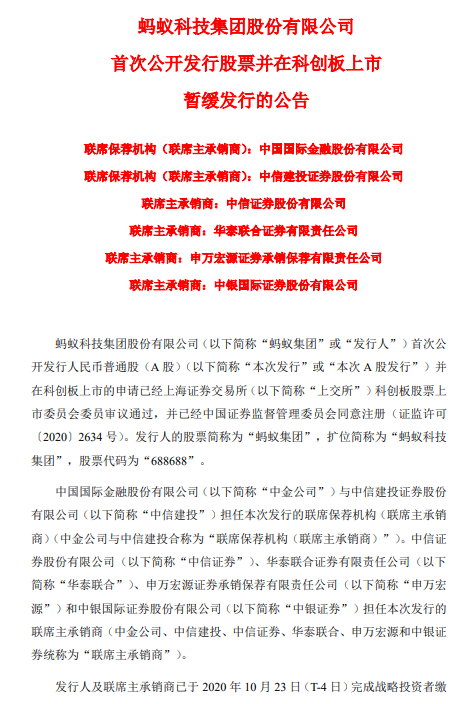 蚂蚁科技集团股份有限公司
首次公开发行股票并在科创板上市
暂缓发行的公告
联席保荐机构（联席主承销商）：中国国际金融股份有限公司
联席保荐机构（联席主承销商）：中信建投证券股份有限公司
联席主承销商：中信证券股份有限公司
联席主承销商：华泰联合证券有限责任公司
联席主承销商：申万宏源证券承销保荐有限责任公司
联席主承销商：中银国际证券股份有限公司
蚂蚁科技集团股份有限公司（以下简称“蚂蚁集团”或“发行人”）首次公
开发行人民币普通股（A 股）（以下简称“本次发行”或“本次 A 股发行”）并
在科创板上市的申请已经上海证券交易所（以下简称“上交所”）科创板股票上
市委员会委员审议通过，并已经中国证券监督管理委员会同意注册（证监许可
〔2020〕2634 号）。发行人的股票简称为“蚂蚁集团”，扩位简称为“蚂蚁科技
集团”，股票代码为“688688”。
中国国际金融股份有限公司（以下简称“中金公司”）与中信建投证券股份
有限公司（以下简称“中信建投”）担任本次发行的联席保荐机构（联席主承销
商）（中金公司与中信建投合称为“联席保荐机构（联席主承销商）”）。中信证
券股份有限公司（以下简称“中信证券”）、华泰联合证券有限责任公司（以下
简称“华泰联合”）、申万宏源证券承销保荐有限责任公司（以下简称“申万宏
源”）和中银国际证券股份有限公司（以下简称“中银证券”）担任本次发行的
联席主承销商（中金公司、中信建投、中信证券、华泰联合、申万宏源和中银证
券统称为“联席主承销商”）。
发行人及联席主承销商已于 2020 年 10 月 23 日（T-4 日）完成战略投资者缴